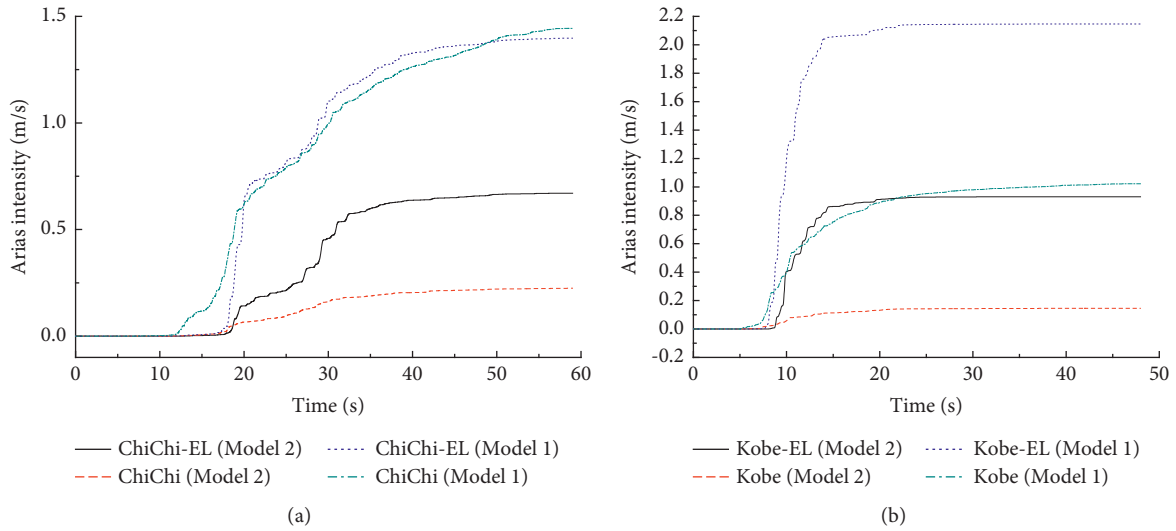 1.5
1.0
0.5
0.0
Arias intensity (m/s)
0 10 20 30 40 50 60
Time (s)
ChiChi-EL (Model 2) ChiChi-EL (Model 1)
ChiChi (Model 2) ChiChi (Model 1)
(a)
2.2
2.0
1.8
1.6
1.4
1.2
1.0
0.8
0.6
0.4
0.2
0.0
-0.2
Arias intensity (m/s)
0 10 20 30 40 50
Time (s)
Kobe-EL (Model 2) Kobe-EL (Model 1)
Kobe (Model 2) Kobe (Model 1)
(b)